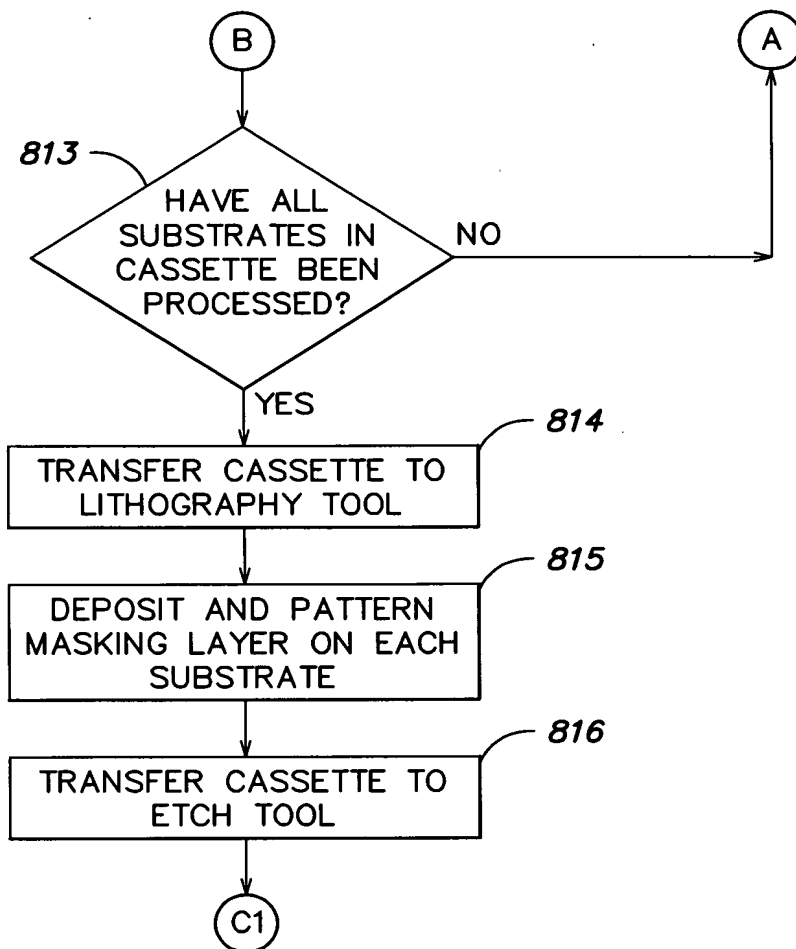 B
A
813
HAVE ALL
SUBSTRATES IN
CASSETTE BEEN
PROCESSED?
NO
YES
814
TRANSFER CASSETTE TO
LITHOGRAPHY TOOL
815
DEPOSIT AND PATTERN
MASKING LAYER ON EACH
SUBSTRATE
816
TRANSFER CASSETTE TO
ETCH TOOL
C1